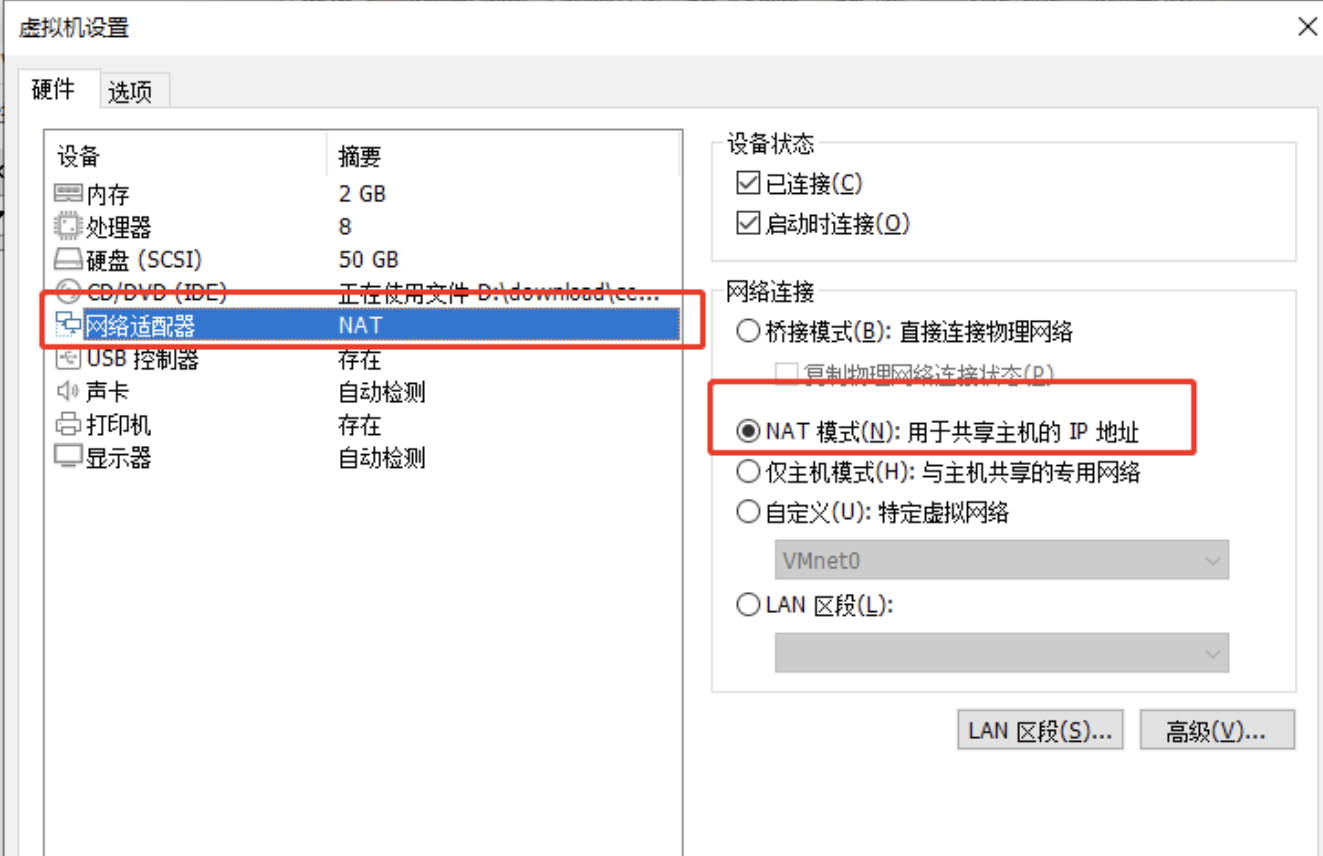 虚拟机设置
硬件
选项
设备 摘要
内存 2 GB
处理器 8
硬盘 (SCSI) 50 GB
CD/DVD (IDE) 正在使用文件 D:\download\ce...
网络适配器 NAT
USB 控制器 存在
声卡 自动检测
打印机 存在
显示器 自动检测
设备状态
已连接(C)
启动时连接(O)
网络连接
桥接模式(B): 直接连接物理网络
复制物理网络连接状态(P)
NAT 模式(N): 用于共享主机的 IP 地址
仅主机模式(H): 与主机共享的专用网络
自定义(U): 特定虚拟网络
VMnet0
LAN 区段(L):
LAN 区段(S)...
高级(V)...